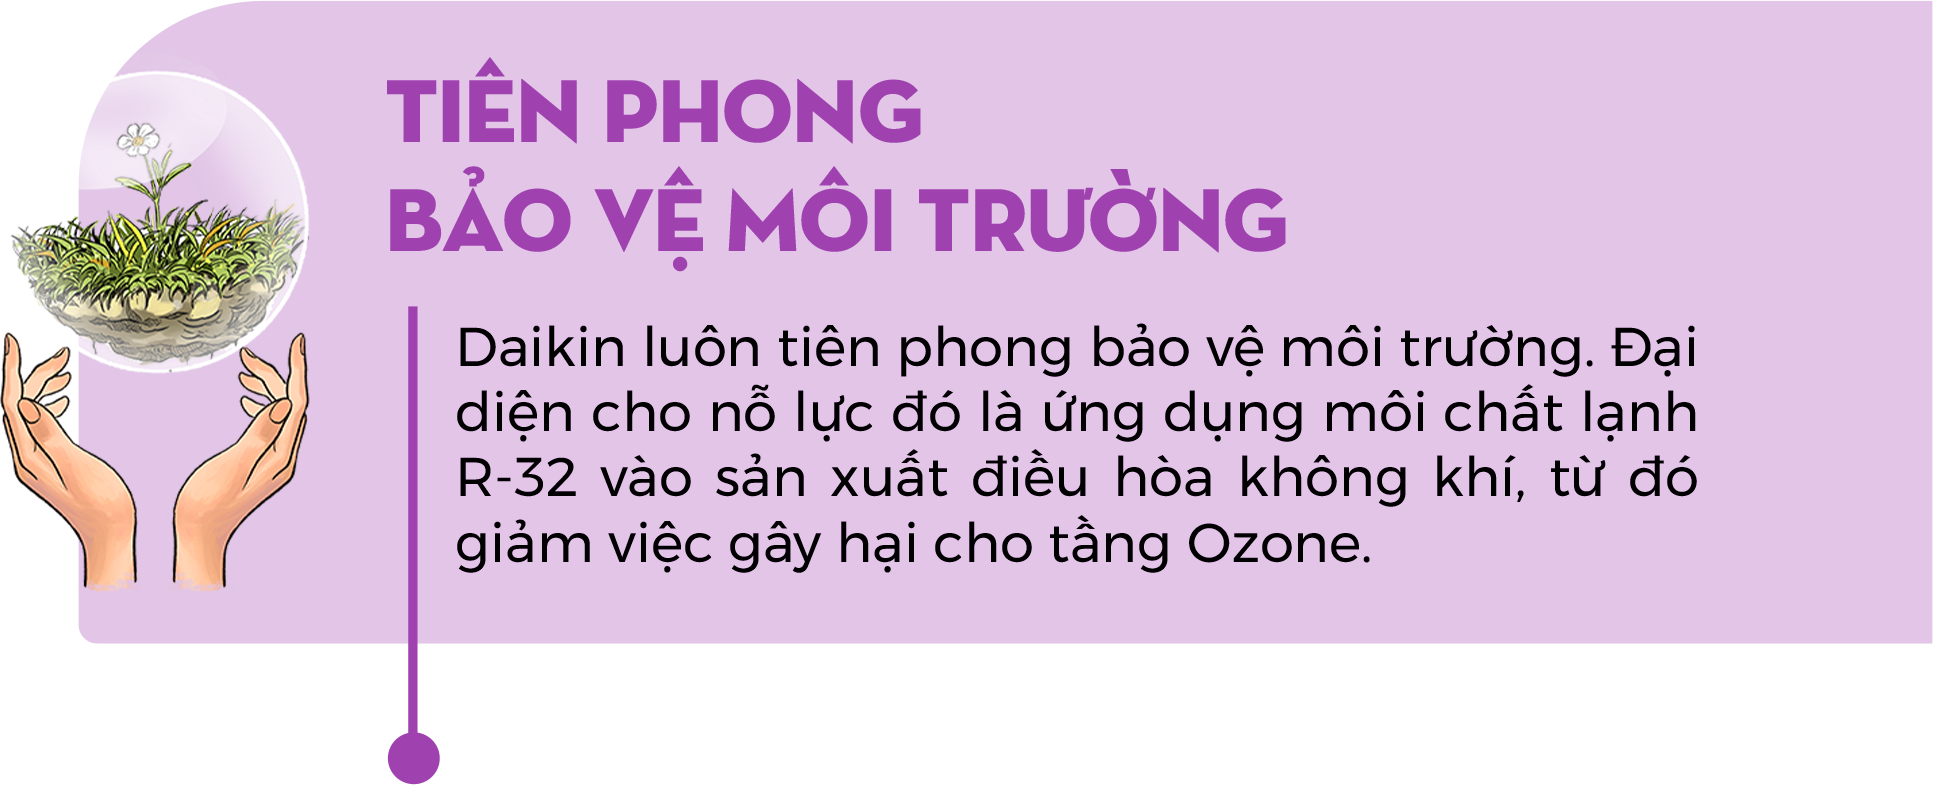 TIÊN PHONG
BẢO VỆ MÔI TRƯỜNG
Daikin luôn tiên phong bảo vệ môi trường. Đại
diện cho nỗ lực đó là ứng dụng môi chất lạnh
R-32 vào sản xuất điều hòa không khí, từ đó
giảm việc gây hại cho tầng Ozone.